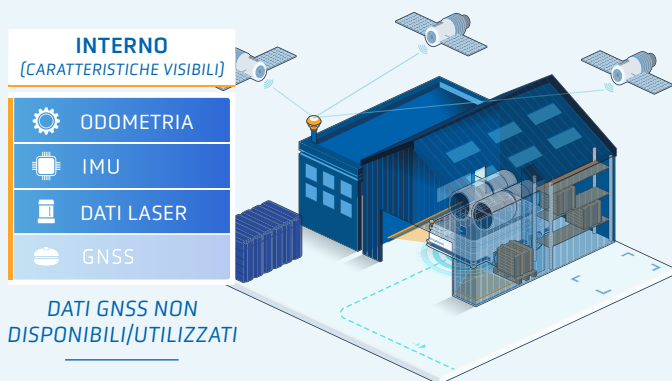 INTERNO
(CARATTERISTICHE VISIBILI)
ODOMETRIA
IMU
DATI LASER
GNSS
DATI GNSS NON
DISPONIBILI/UTILIZZATI